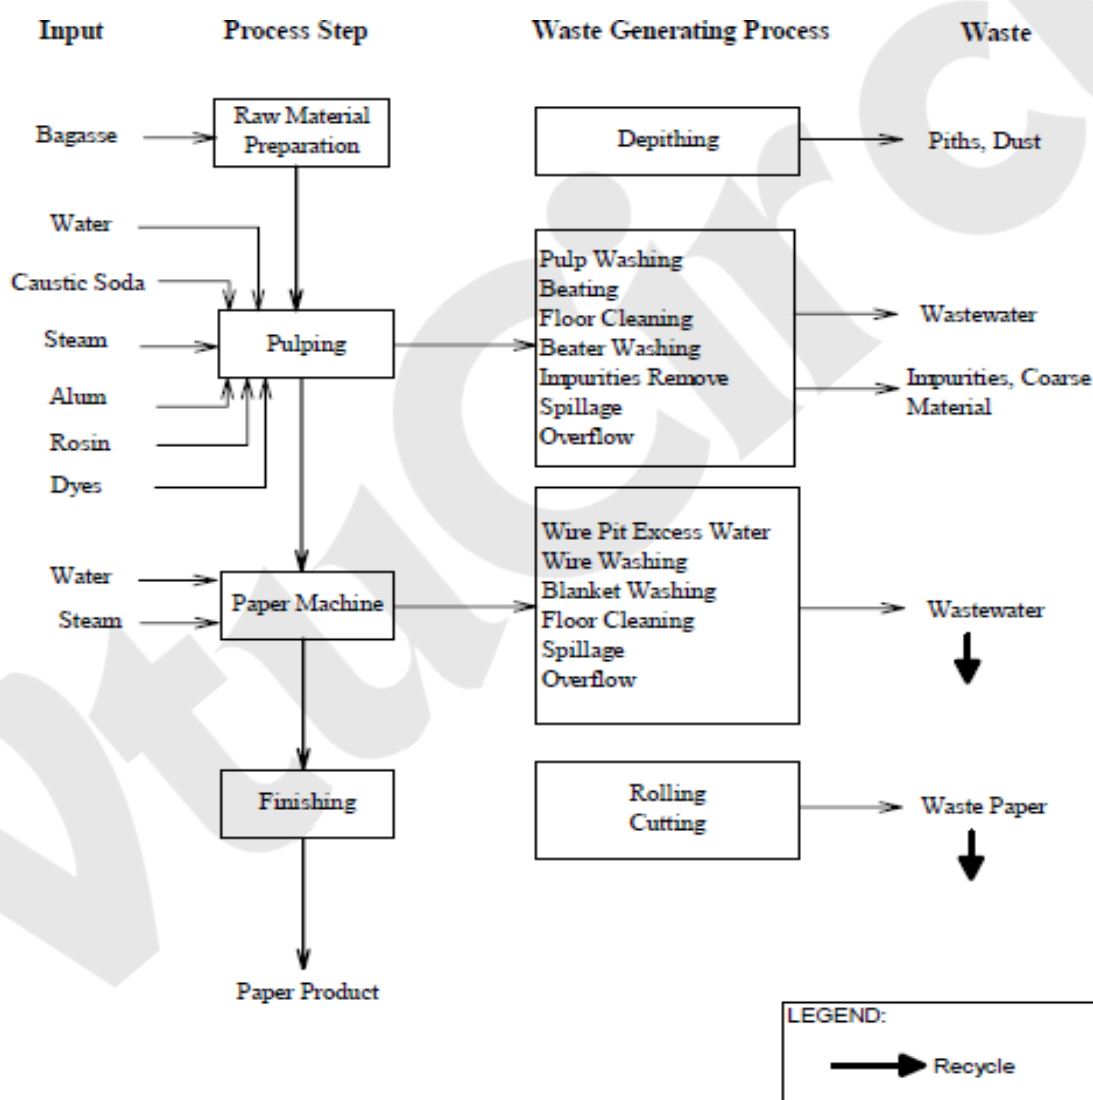 Input
Process Step
Waste Generating Process
Waste
Bagasse
Raw Material
Preparation
Depithing
Piths, Dust
Water
Caustic Soda
Steam
Alum
Rosin
Dyes
Pulping
Pulp Washing
Beating
Floor Cleaning
Beater Washing
Impurities Remove
Spillage
Overflow
Wastewater
Impurities, Coarse
Material
Water
Steam
Paper Machine
Wire Pit Excess Water
Wire Washing
Blanket Washing
Floor Cleaning
Spillage
Overflow
Wastewater
Finishing
Rolling
Cutting
Waste Paper
Paper Product
LEGEND:
Recycle